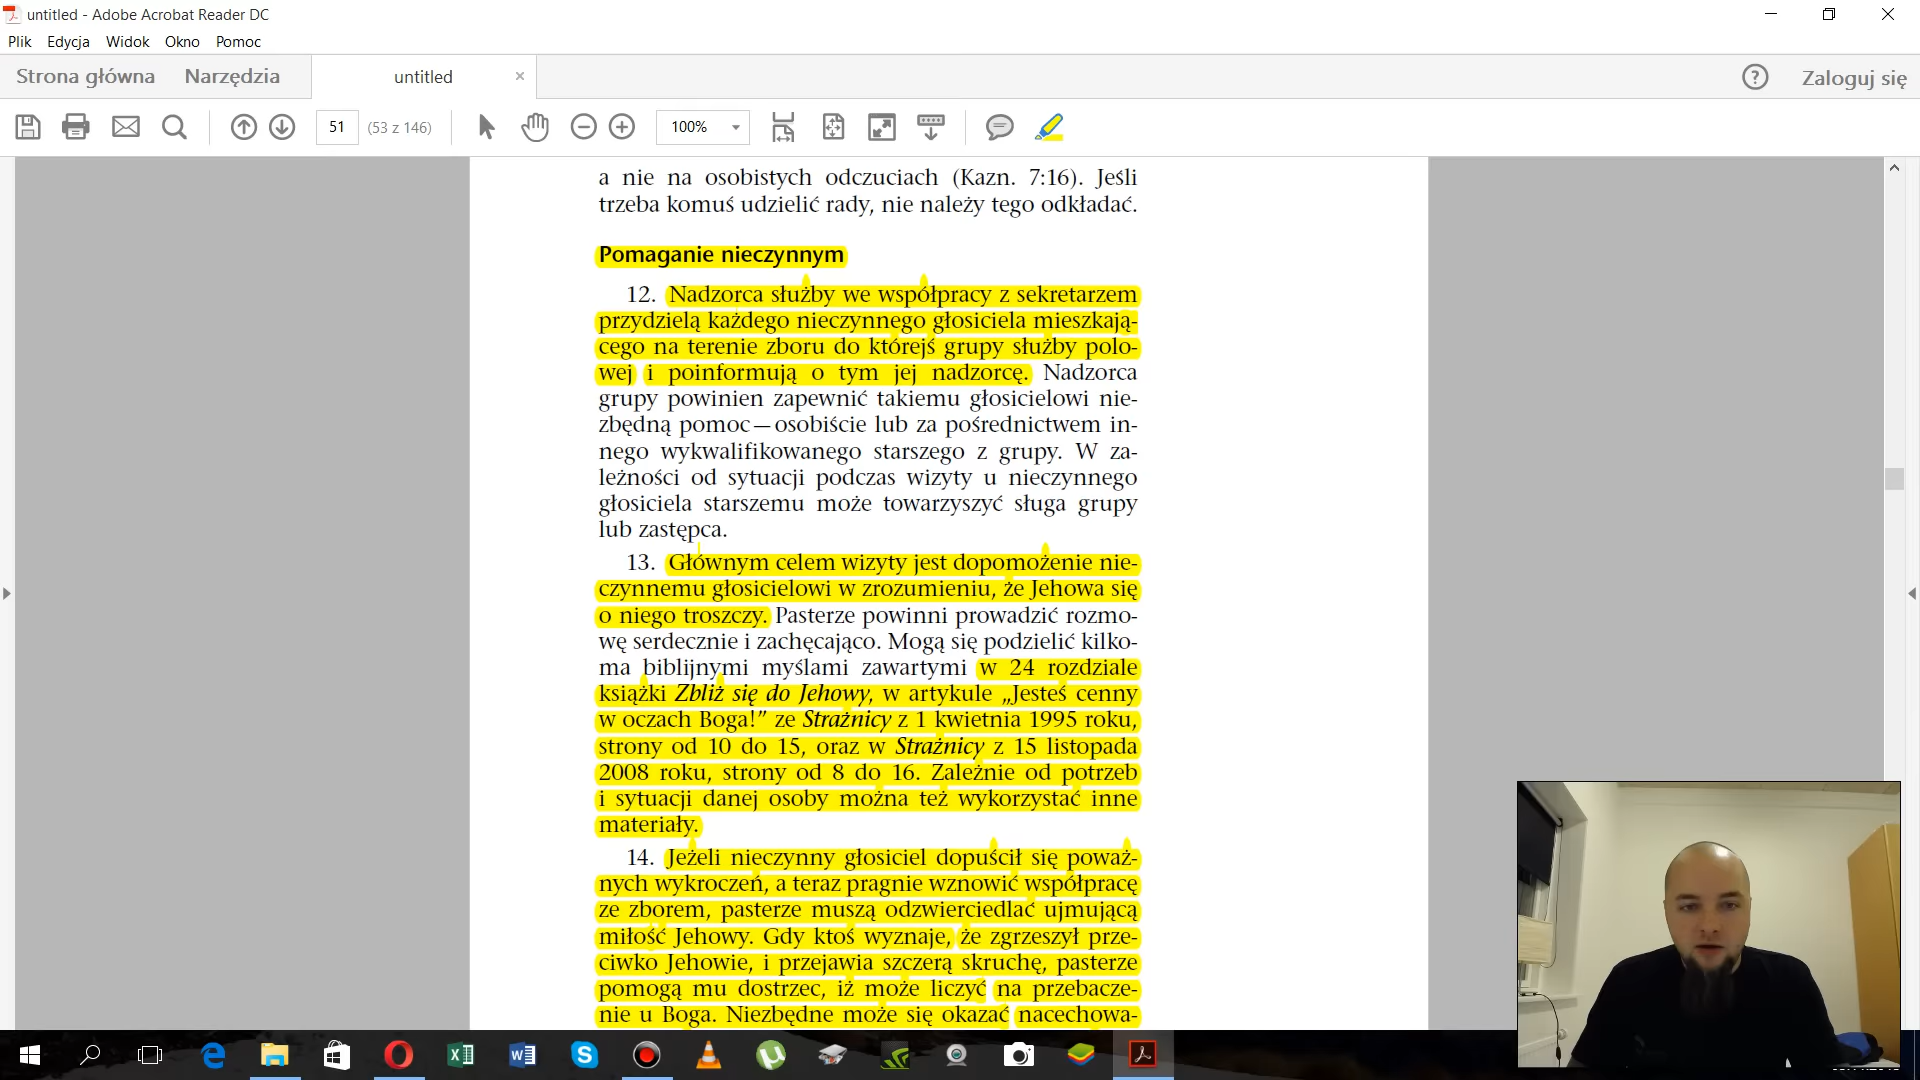 untitled - Adobe Acrobat Reader DC
Plik Edycja Widok Okno Pomoc
Strona główna Narzędzia untitled × ? Zaloguj się
51 (53 z 146) 100%
a nie na osobistych odczuciach (Kazn. 7:16). Jeśli
trzeba komuś udzielić rady, nie należy tego odkładać.
Pomaganie nieczynnym
12. Nadzorca służby we współpracy z sekretarzem
przydzielą każdego nieczynnego głosiciela mieszkają-
cego na terenie zboru do którejś grupy służby polo-
wej i poinformują o tym jej nadzorcę. Nadzorca
grupy powinien zapewnić takiemu głosicielowi nie-
zbędną pomoc—osobiście lub za pośrednictwem in-
nego wykwalifikowanego starszego z grupy. W za-
leżności od sytuacji podczas wizyty u nieczynnego
głosiciela starszemu może towarzyszyć sługa grupy
lub zastępca.
13. Głównym celem wizyty jest dopomożenie nie-
czynnemu głosicielowi w zrozumieniu, że Jehowa się
o niego troszczy. Pasterze powinni prowadzić rozmo-
wę serdecznie i zachęcająco. Mogą się podzielić kilko-
ma biblijnymi myślami zawartymi w 24 rozdziale
książki Zbliż się do Jehowy, w artykule „Jesteś cenny
w oczach Boga!” ze Strażnicy z 1 kwietnia 1995 roku,
strony od 10 do 15, oraz w Strażnicy z 15 listopada
2008 roku, strony od 8 do 16. Zależnie od potrzeb
i sytuacji danej osoby można też wykorzystać inne
materiały.
14. Jeżeli nieczynny głosiciel dopuścił się poważ-
nych wykroczeń, a teraz pragnie wznowić współpracę
ze zborem, pasterze muszą odzwierciedlać ujmującą
miłość Jehowy. Gdy ktoś wyznaje, że zgrzeszył prze-
ciwko Jehowie, i przejawia szczerą skruchę, pasterze
pomogą mu dostrzec, iż może liczyć na przebacze-
nie u Boga. Niezbędne może się okazać nacechowa-